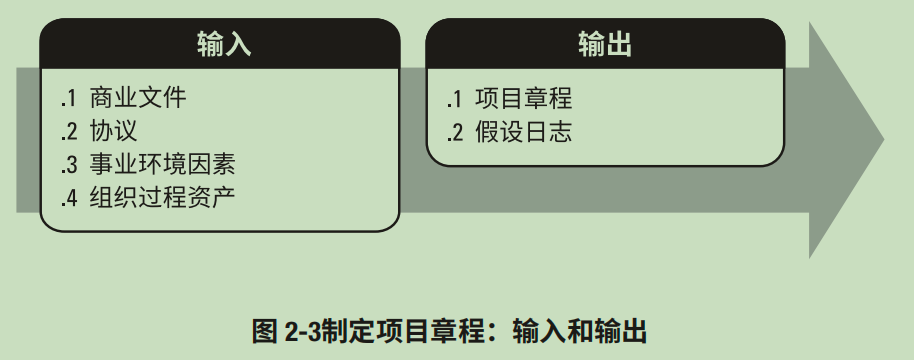 输入
.1 商业文件
.2 协议
.3 事业环境因素
.4 组织过程资产
输出
.1 项目章程
.2 假设日志
图 2-3制定项目章程：输入和输出